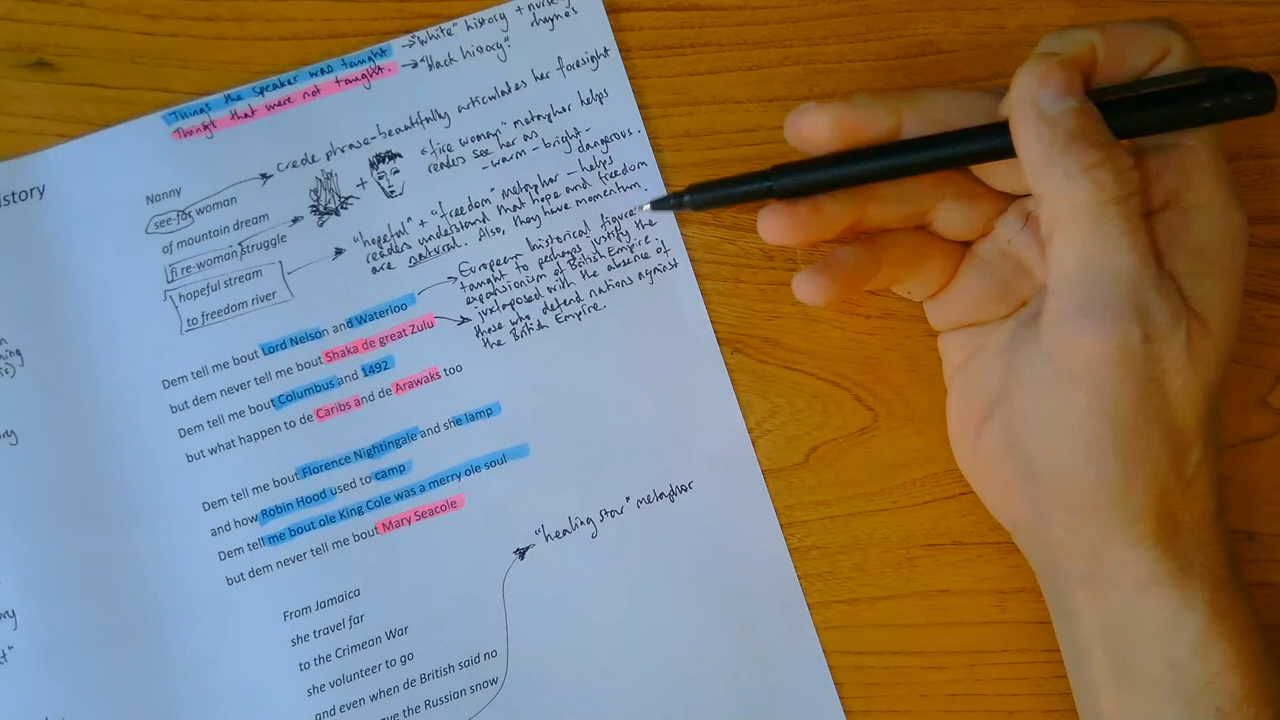 "white" history + nurse
rhymes
Things the speaker was taught
"black history".
Things that were not taught.
istory
crede phrase - beautifully articulates her foresight
Nanny
see-far woman
of mountain dream
fire-woman struggle
hopeful stream
to freedom river
"fire woman" metaphor helps
readers see her as
- warm - bright - dangerous.
"hopeful" + "freedom" metaphor - helps
readers understand that hope and freedom
are natural. Also, they have momentum.
European historical figures
taught to perhaps justify the
expansionism of British Empire.
juxtaposed with the absence of
those who defend nations against
the British Empire.
Dem tell me bout Lord Nelson and Waterloo
but dem never tell me bout Shaka de great Zulu
Dem tell me bout Columbus and 1492
but what happen to de Caribs and de Arawaks too
Dem tell me bout Florence Nightingale and she lamp
and how Robin Hood used to camp
Dem tell me bout ole King Cole was a merry ole soul
but dem never tell me bout Mary Seacole
"healing star" metaphor
From Jamaica
she travel far
to the Crimean War
she volunteer to go
and even when de British said no
ave the Russian snow